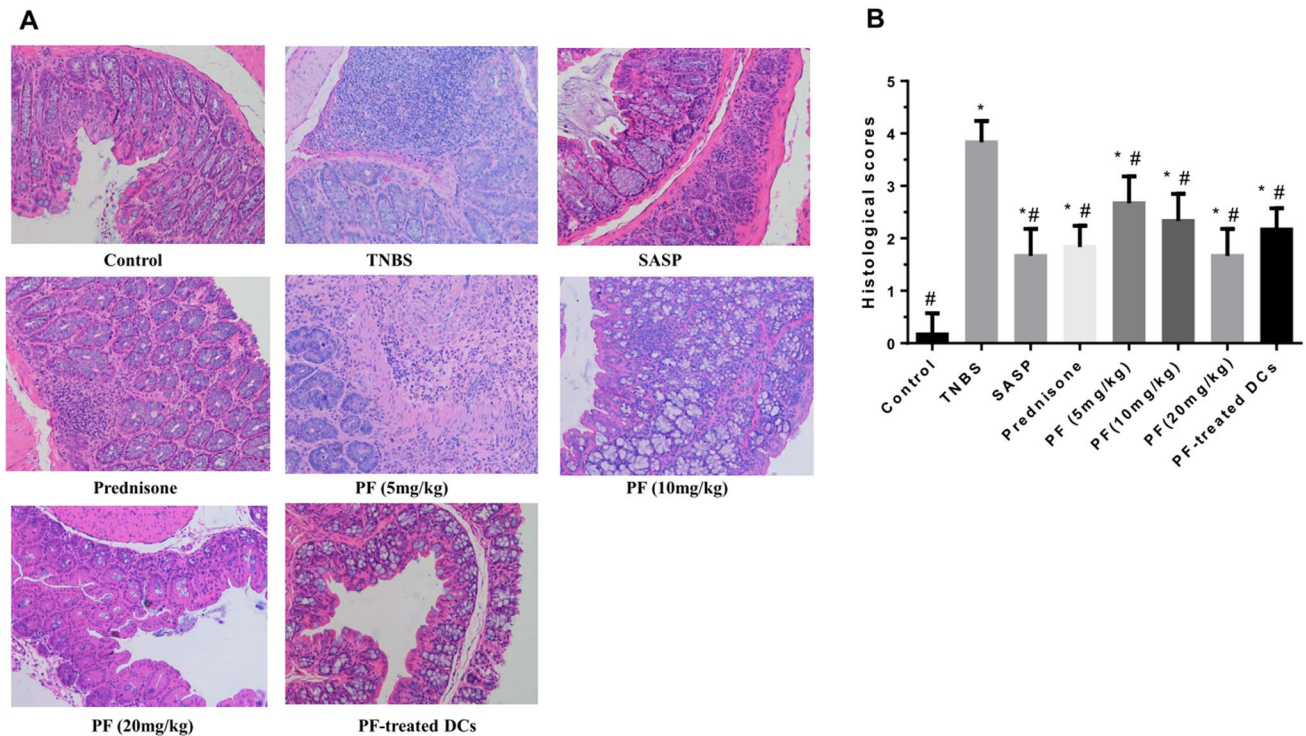 A
Control
TNBS
SASP
Prednisone
PF (5mg/kg)
PF (10mg/kg)
PF (20mg/kg)
PF-treated DCs
B
Histological scores
5
4
3
2
1
0
#
*
*#
* #
* #
* #
* #
* #
Control
TNBS
SASP
Prednisone
PF (5mg/kg)
PF(10mg/kg)
PF(20mg/kg)
PF-treated DCs